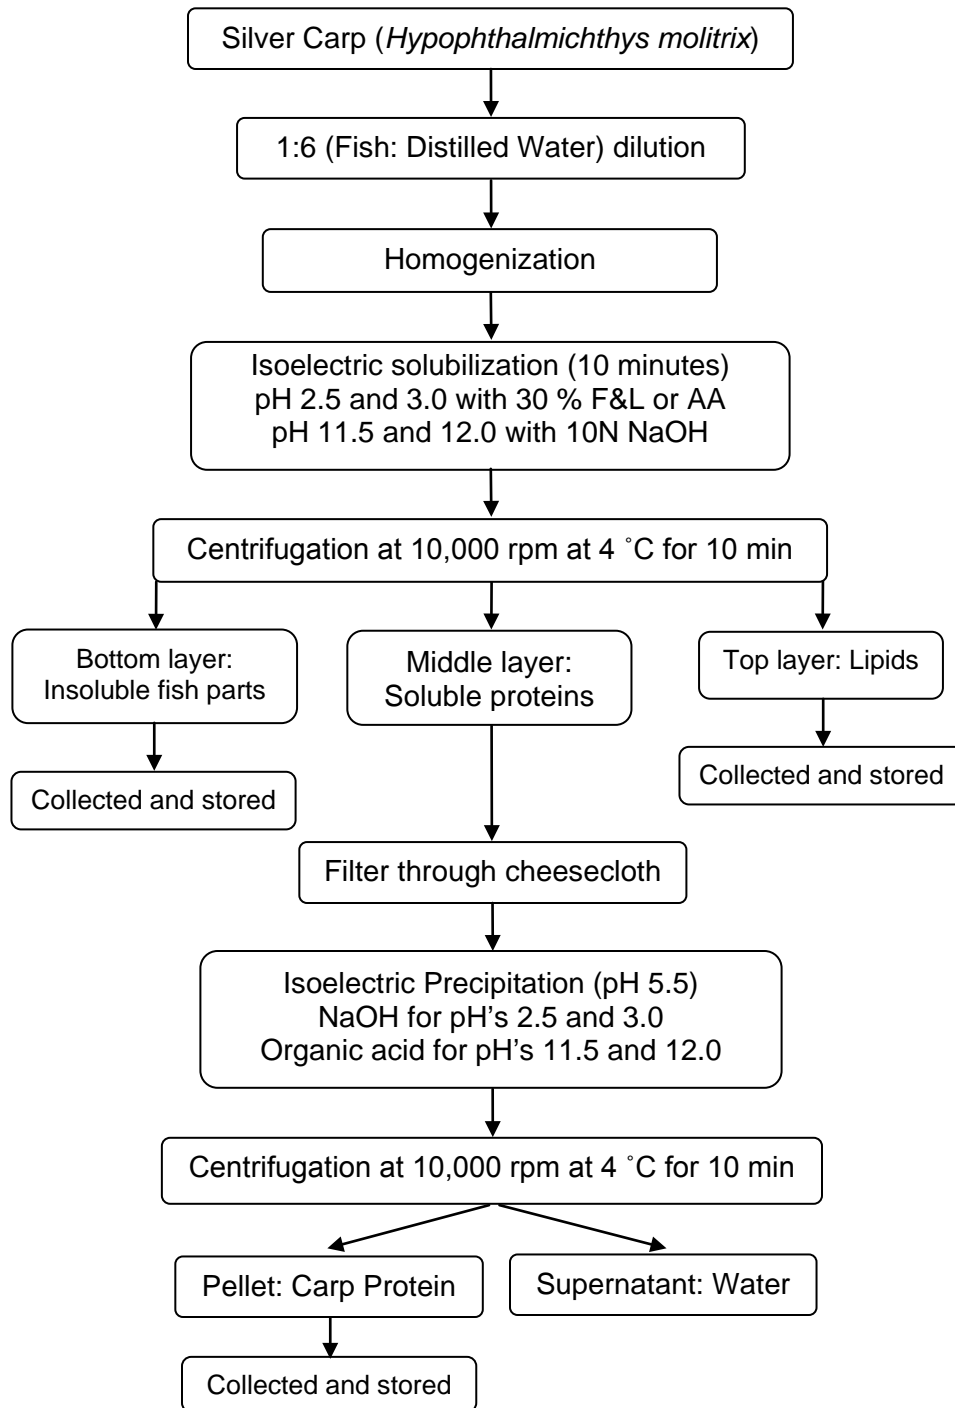 Silver Carp (Hypophthalmichthys molitrix)
1:6 (Fish: Distilled Water) dilution
Homogenization
Isoelectric solubilization (10 minutes)
pH 2.5 and 3.0 with 30 % F&L or AA
pH 11.5 and 12.0 with 10N NaOH
Centrifugation at 10,000 rpm at 4 ˚C for 10 min
Bottom layer:
Insoluble fish parts
Middle layer:
Soluble proteins
Top layer: Lipids
Collected and stored
Collected and stored
Filter through cheesecloth
Isoelectric Precipitation (pH 5.5)
NaOH for pH's 2.5 and 3.0
Organic acid for pH's 11.5 and 12.0
Centrifugation at 10,000 rpm at 4 ˚C for 10 min
Pellet: Carp Protein
Supernatant: Water
Collected and stored